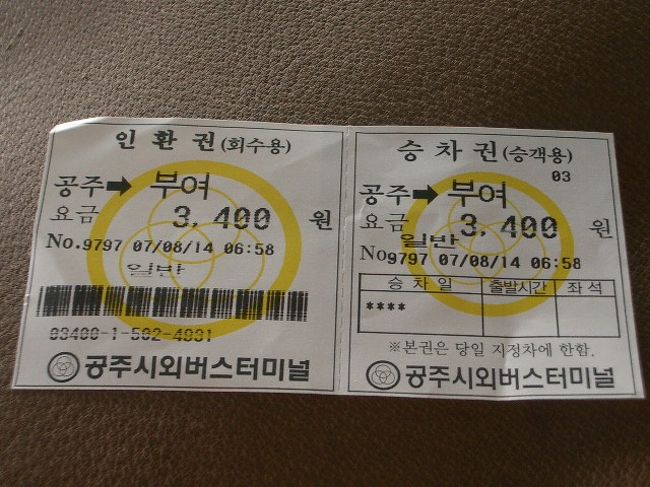 인환권(회수용)
공주➡부여
요금 3,400 원
No.9797 07/08/14 06:58
일반
03400-1-502-4931
공주시외버스터미널
승차권(승객용)
03
공주➡부여
요금 3,400 원
일반
No9797 07/08/14 06:58
승차일 출발시간 좌석
****
※본권은 당일 지정차에 한함.
공주시외버스터미널